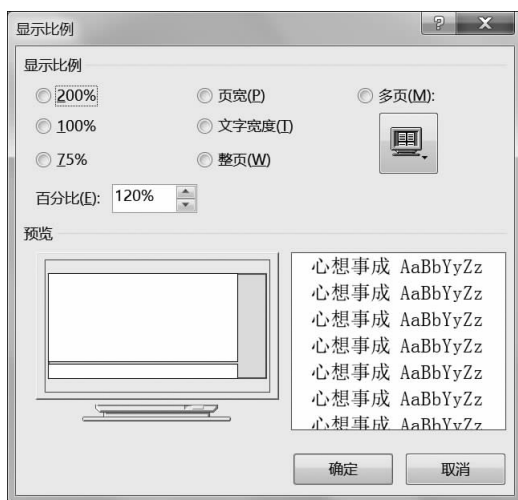 显示比例
显示比例
200% 页宽(P) 多页(M):
100% 文字宽度(T)
75% 整页(W)
百分比(E): 120%
预览
心想事成 AaBbYyZz
心想事成 AaBbYyZz
心想事成 AaBbYyZz
心想事成 AaBbYyZz
心想事成 AaBbYyZz
心想事成 AaBbYyZz
心想事成 AaBbYyZz
确定 取消